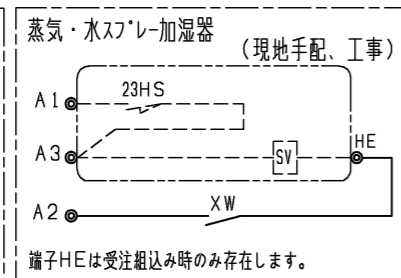 蒸気・水スプレー加湿器
(現地手配、工事)
A1
23HS
A3
SV
HE
A2
XW
端子HEは受注組込み時のみ存在します。